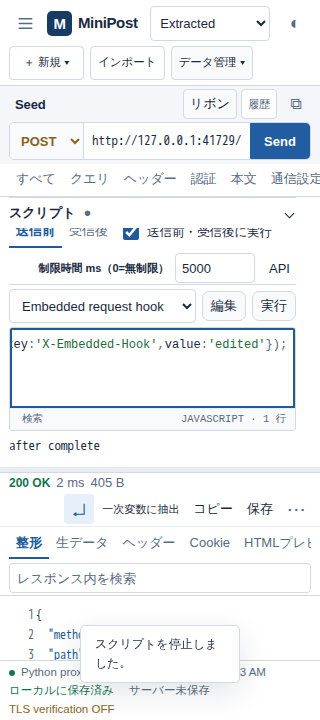 M MiniPost Extracted
+ 新規 インポート データ管理
Seed リボン 履歴
POST http://127.0.0.1:41729/ Send
すべて クエリ ヘッダー 認証 本文 通信設定
スクリプト
送信前 受信後 送信前・受信後に実行
制限時間 ms（0=無制限） 5000 API
Embedded request hook 編集 実行
key:'X-Embedded-Hook',value:'edited'});
検索 JAVASCRIPT · 1 行
after complete
200 OK 2 ms 405 B
一次変数に抽出 コピー 保存 ···
整形 生データ ヘッダー Cookie HTMLプレビ
レスポンス内を検索
1 {
2 "metho
3 "path"
スクリプトを停止しま
した。
Python prox 3 AM
ローカルに保存済み サーバー未保存
TLS verification OFF